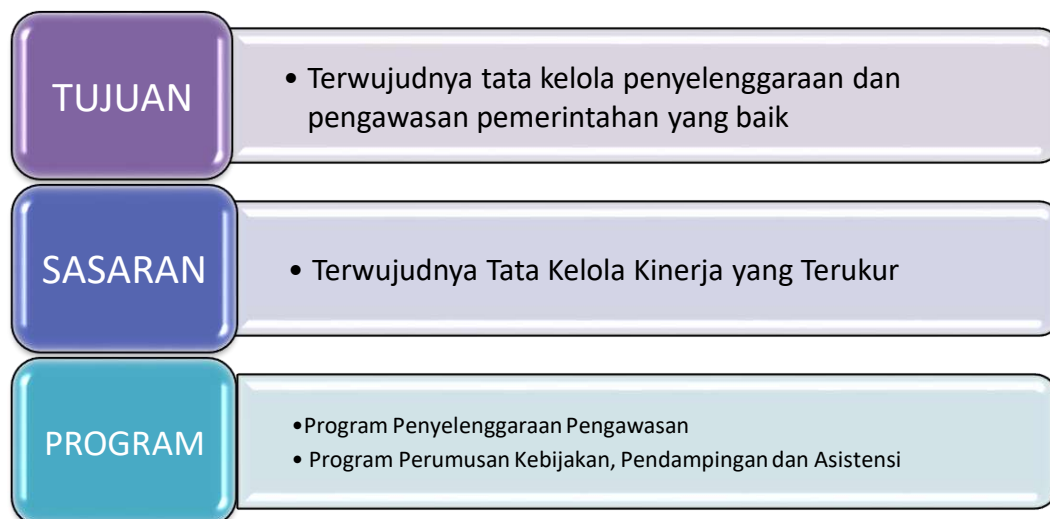 TUJUAN
• Terwujudnya tata kelola penyelenggaraan dan
pengawasan pemerintahan yang baik
SASARAN
• Terwujudnya Tata Kelola Kinerja yang Terukur
PROGRAM
•Program Penyelenggaraan Pengawasan
• Program Perumusan Kebijakan, Pendampingan dan Asistensi